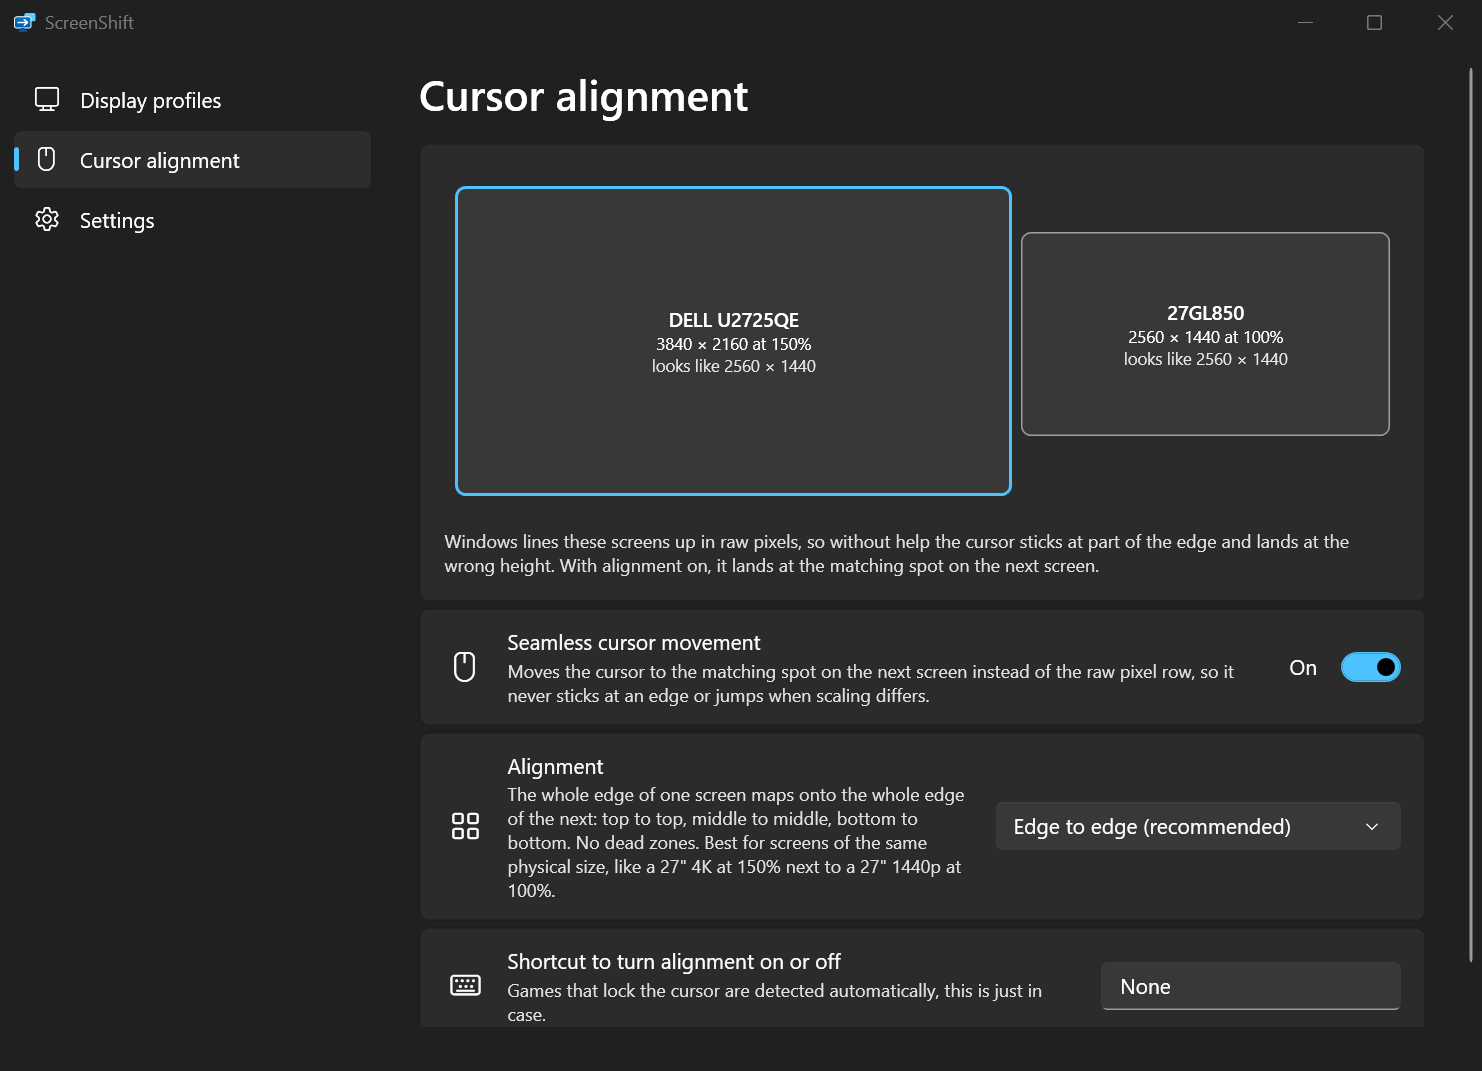 ScreenShift
Display profiles
Cursor alignment
Settings
Cursor alignment
DELL U2725QE
3840 × 2160 at 150%
looks like 2560 × 1440
27GL850
2560 × 1440 at 100%
looks like 2560 × 1440
Windows lines these screens up in raw pixels, so without help the cursor sticks at part of the edge and lands at the
wrong height. With alignment on, it lands at the matching spot on the next screen.
Seamless cursor movement
Moves the cursor to the matching spot on the next screen instead of the raw pixel row, so it
never sticks at an edge or jumps when scaling differs.
On
Alignment
The whole edge of one screen maps onto the whole edge
of the next: top to top, middle to middle, bottom to
bottom. No dead zones. Best for screens of the same
physical size, like a 27" 4K at 150% next to a 27" 1440p at
100%.
Edge to edge (recommended)
Shortcut to turn alignment on or off
Games that lock the cursor are detected automatically, this is just in
case.
None